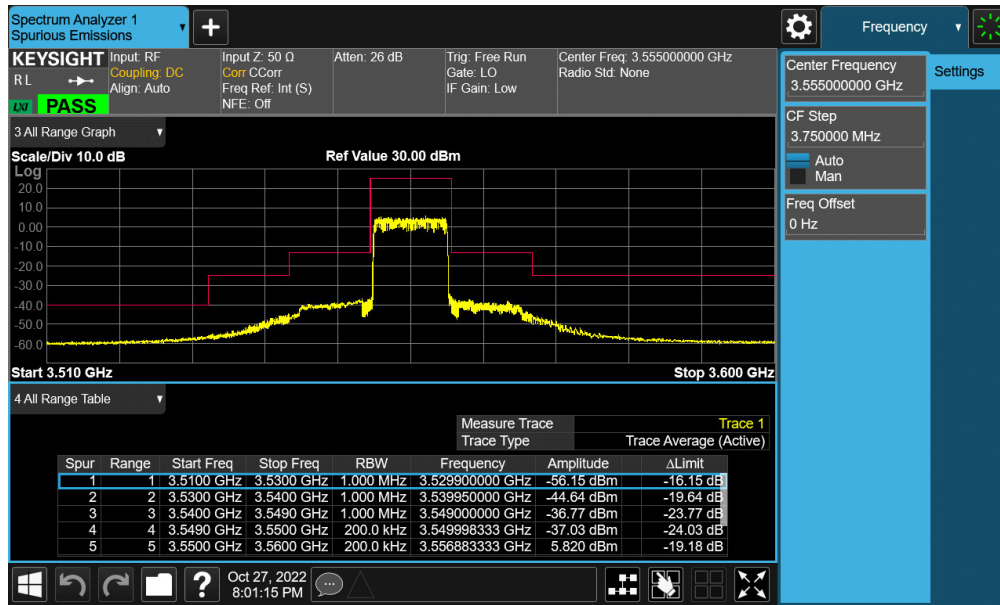 Spectrum Analyzer 1
Spurious Emissions
Frequency
KEYSIGHT
R L
LXI PASS
Input: RF
Coupling: DC
Align: Auto
Input Z: 50 Ω
Corr CCorr
Freq Ref: Int (S)
NFE: Off
Atten: 26 dB
Trig: Free Run
Gate: LO
IF Gain: Low
Center Freq: 3.555000000 GHz
Radio Std: None
Center Frequency
3.555000000 GHz
Settings
CF Step
3.750000 MHz
Auto
Man
Freq Offset
0 Hz
3 All Range Graph
Scale/Div 10.0 dB
Ref Value 30.00 dBm
Log
20.0
10.0
0.00
-10.0
-20.0
-30.0
-40.0
-50.0
-60.0
Start 3.510 GHz
Stop 3.600 GHz
4 All Range Table
Measure Trace Trace 1
Trace Type Trace Average (Active)
Spur Range Start Freq Stop Freq RBW Frequency Amplitude ΔLimit
1 1 3.5100 GHz 3.5300 GHz 1.000 MHz 3.529900000 GHz -56.15 dBm -16.15 dB
2 2 3.5300 GHz 3.5400 GHz 1.000 MHz 3.539950000 GHz -44.64 dBm -19.64 dB
3 3 3.5400 GHz 3.5490 GHz 1.000 MHz 3.549000000 GHz -36.77 dBm -23.77 dB
4 4 3.5490 GHz 3.5500 GHz 200.0 kHz 3.549998333 GHz -37.03 dBm -24.03 dB
5 5 3.5500 GHz 3.5600 GHz 200.0 kHz 3.556883333 GHz 5.820 dBm -19.18 dB
Oct 27, 2022
8:01:15 PM